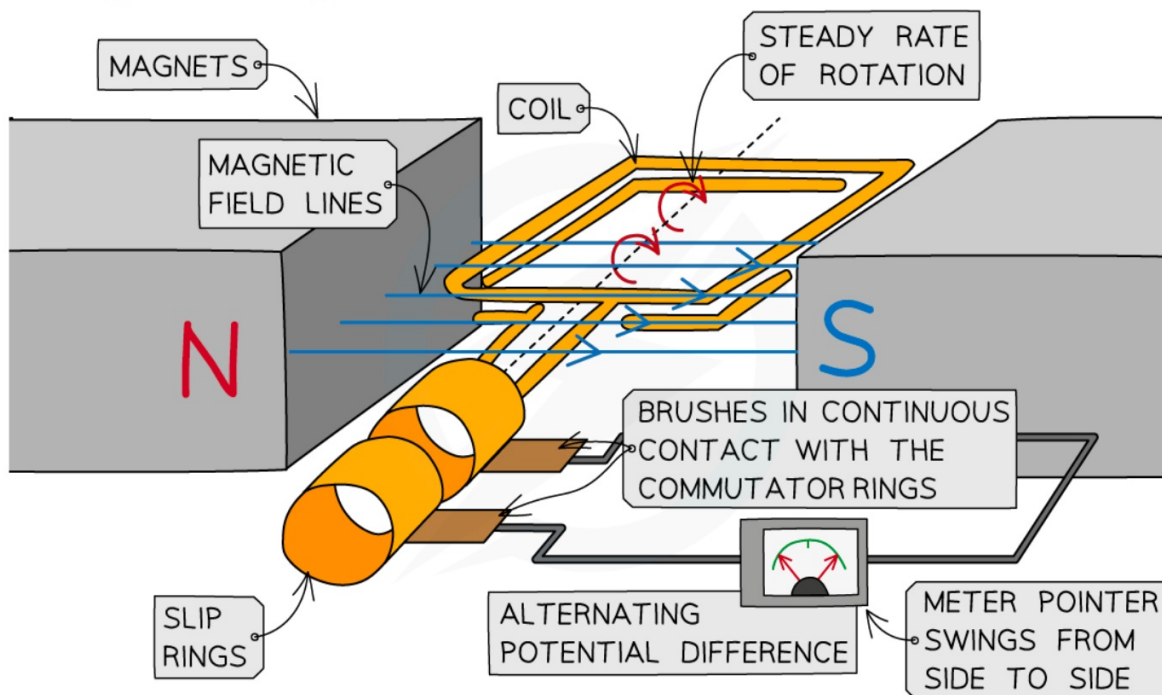 MAGNETS
STEADY RATE
OF ROTATION
COIL
MAGNETIC
FIELD LINES
N
S
BRUSHES IN CONTINUOUS
CONTACT WITH THE
COMMUTATOR RINGS
SLIP
RINGS
ALTERNATING
POTENTIAL DIFFERENCE
METER POINTER
SWINGS FROM
SIDE TO SIDE